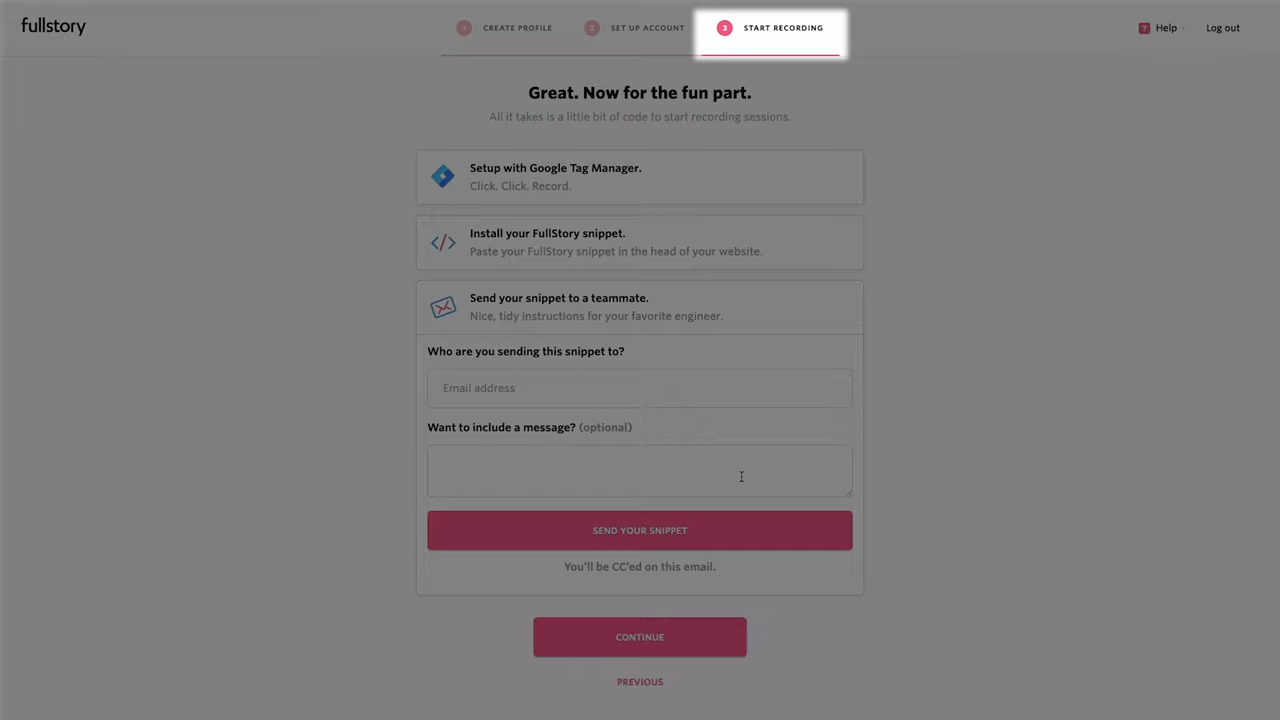 fullstory
1 CREATE PROFILE
2 SET UP ACCOUNT
3 START RECORDING
? Help
Log out
Great. Now for the fun part.
All it takes is a little bit of code to start recording sessions.
Setup with Google Tag Manager.
Click. Click. Record.
Install your FullStory snippet.
Paste your FullStory snippet in the head of your website.
Send your snippet to a teammate.
Nice, tidy instructions for your favorite engineer.
Who are you sending this snippet to?
Email address
Want to include a message? (optional)
SEND YOUR SNIPPET
You'll be CC'ed on this email.
CONTINUE
PREVIOUS